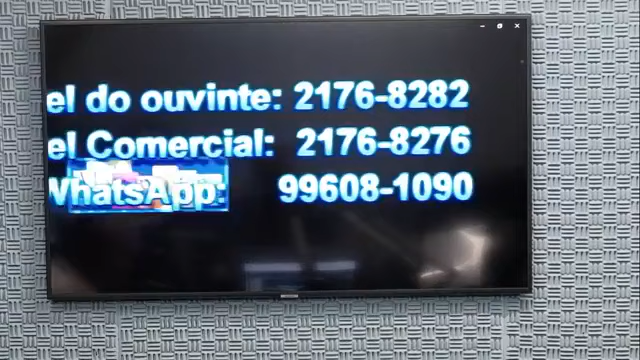 el do ouvinte: 2176-8282
el Comercial: 2176-8276
WhatsApp: 99608-1090